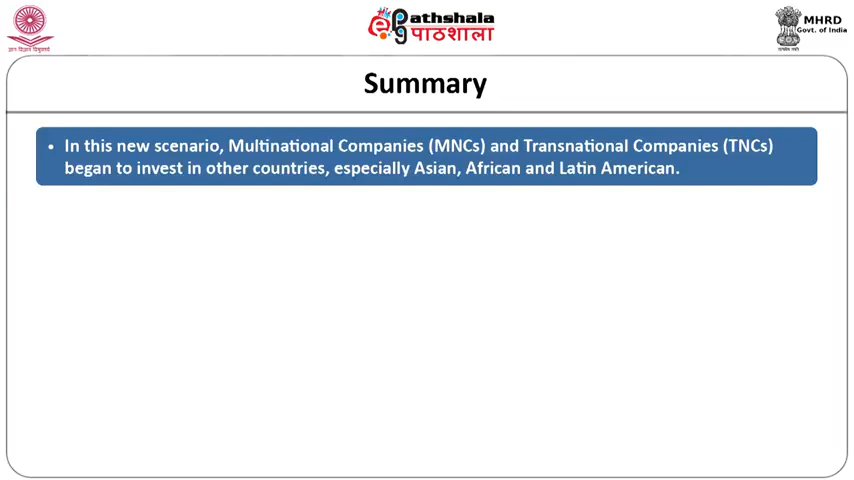 ePgPathshala
पाठशाला
MHRD
Govt. of India
Summary
• In this new scenario, Multinational Companies (MNCs) and Transnational Companies (TNCs)
began to invest in other countries, especially Asian, African and Latin American.